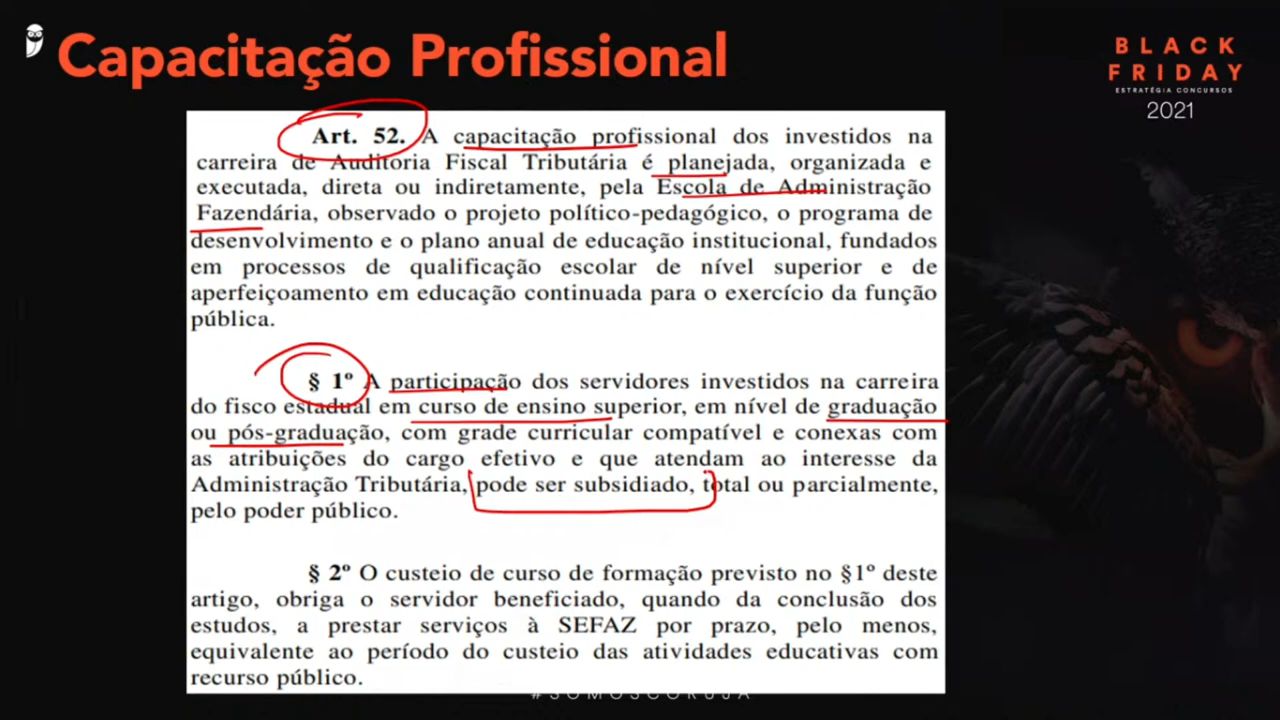 Capacitação Profissional
BLACK
FRIDAY
ESTRATÉGIA CONCURSOS
2021
Art. 52. A capacitação profissional dos investidos na
carreira de Auditoria Fiscal Tributária é planejada, organizada e
executada, direta ou indiretamente, pela Escola de Administração
Fazendária, observado o projeto político-pedagógico, o programa de
desenvolvimento e o plano anual de educação institucional, fundados
em processos de qualificação escolar de nível superior e de
aperfeiçoamento em educação continuada para o exercício da função
pública.
§ 1º A participação dos servidores investidos na carreira
do fisco estadual em curso de ensino superior, em nível de graduação
ou pós-graduação, com grade curricular compatível e conexas com
as atribuições do cargo efetivo e que atendam ao interesse da
Administração Tributária, pode ser subsidiado, total ou parcialmente,
pelo poder público.
§ 2º O custeio de curso de formação previsto no §1º deste
artigo, obriga o servidor beneficiado, quando da conclusão dos
estudos, a prestar serviços à SEFAZ por prazo, pelo menos,
equivalente ao período do custeio das atividades educativas com
recurso público.
#SOMOSCORUJA